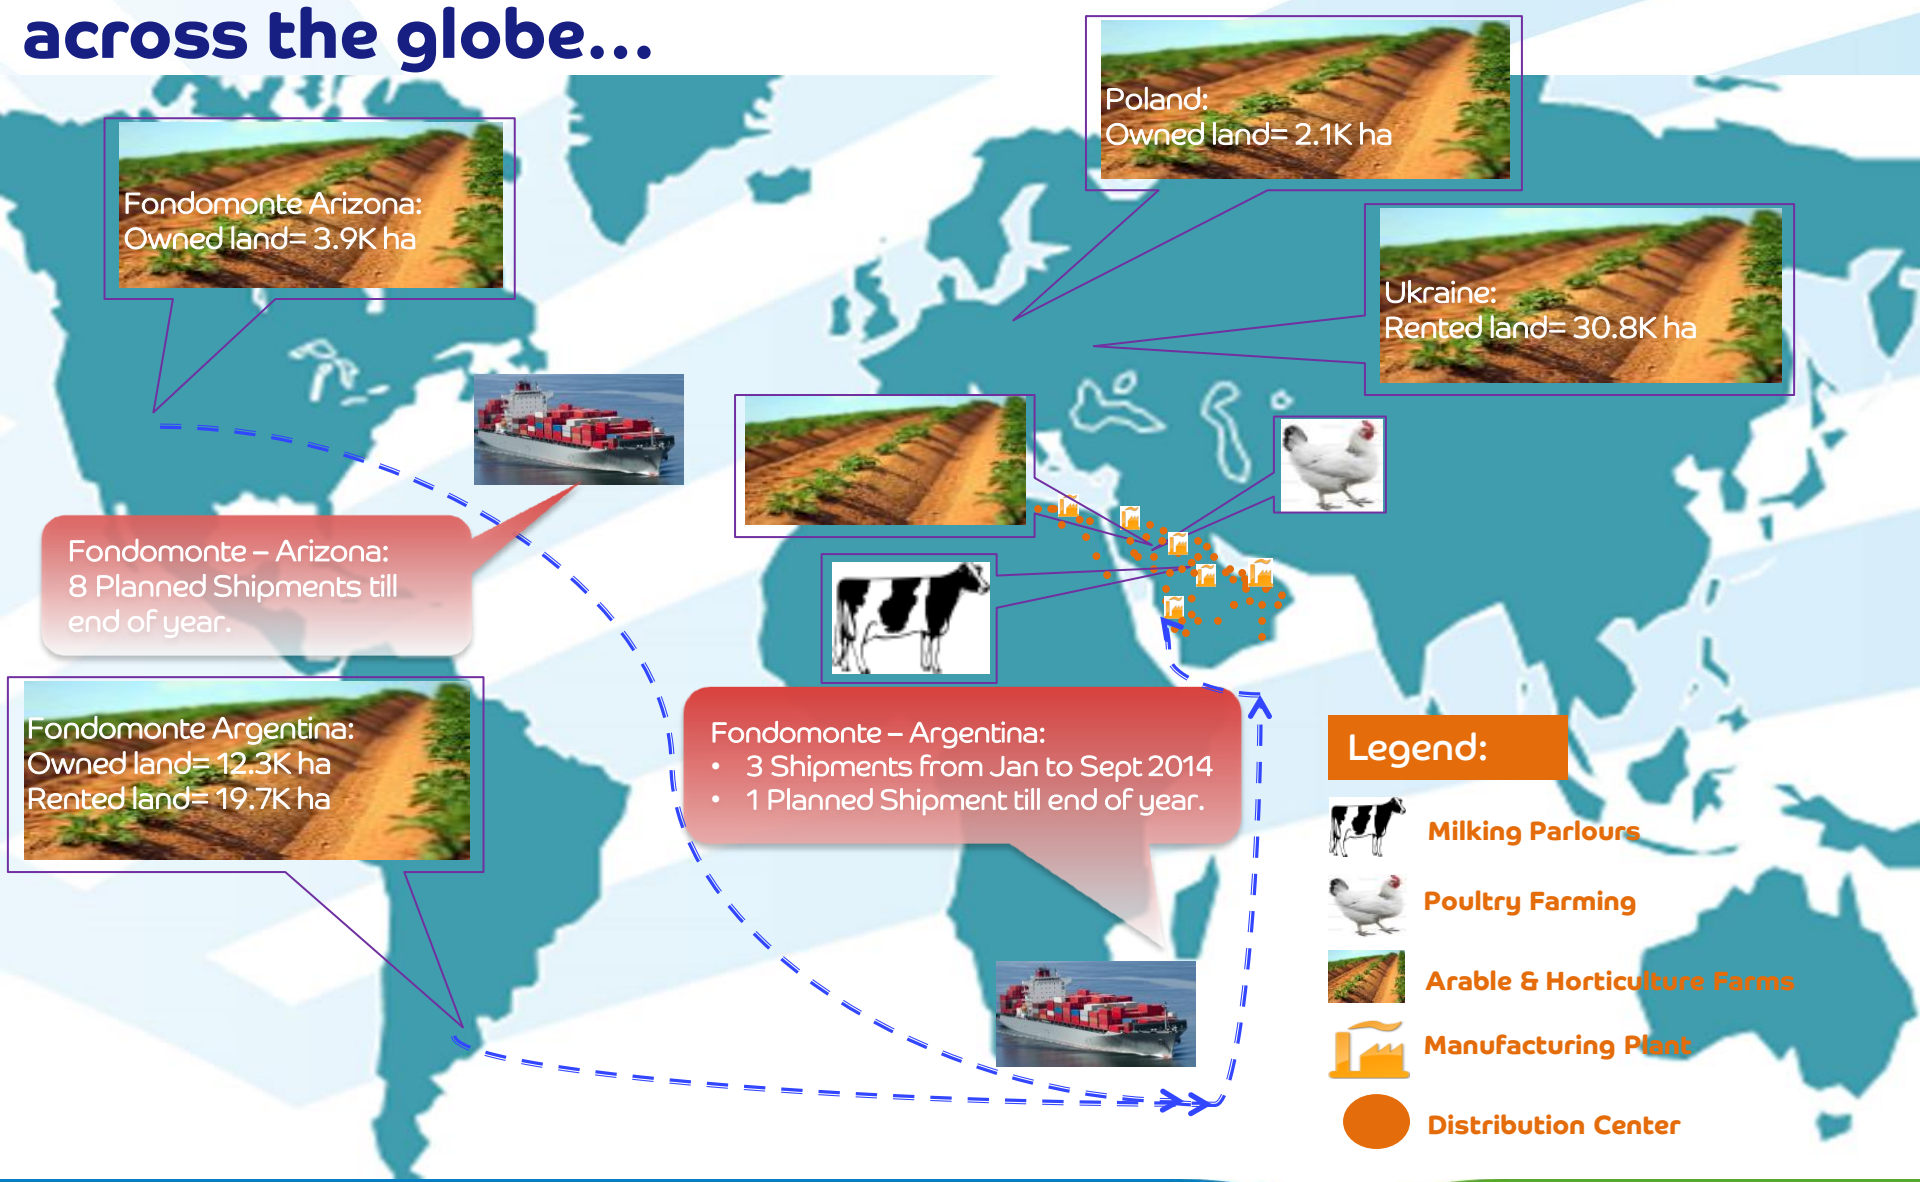 across the globe...
Poland:
Owned land= 2.1K ha
Fondomonte Arizona:
Owned land= 3.9K ha
Ukraine:
Rented land= 30.8K ha
Fondomonte – Arizona:
8 Planned Shipments till
end of year.
Fondomonte Argentina:
Owned land= 12.3K ha
Rented land= 19.7K ha
Fondomonte – Argentina:
• 3 Shipments from Jan to Sept 2014
• 1 Planned Shipment till end of year.
Legend:
Milking Parlours
Poultry Farming
Arable & Horticulture Farms
Manufacturing Plant
Distribution Center